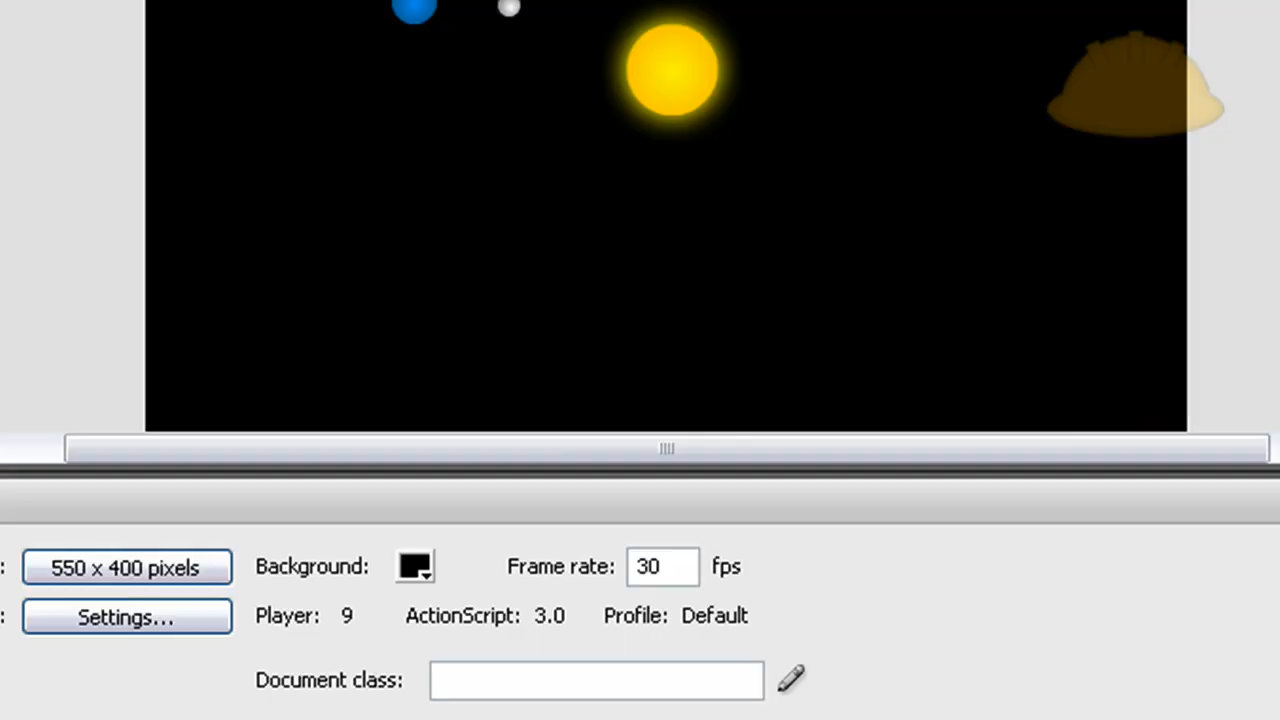 : 550 x 400 pixels Background: Frame rate: 30 fps
: Settings... Player: 9 ActionScript: 3.0 Profile: Default
Document class: